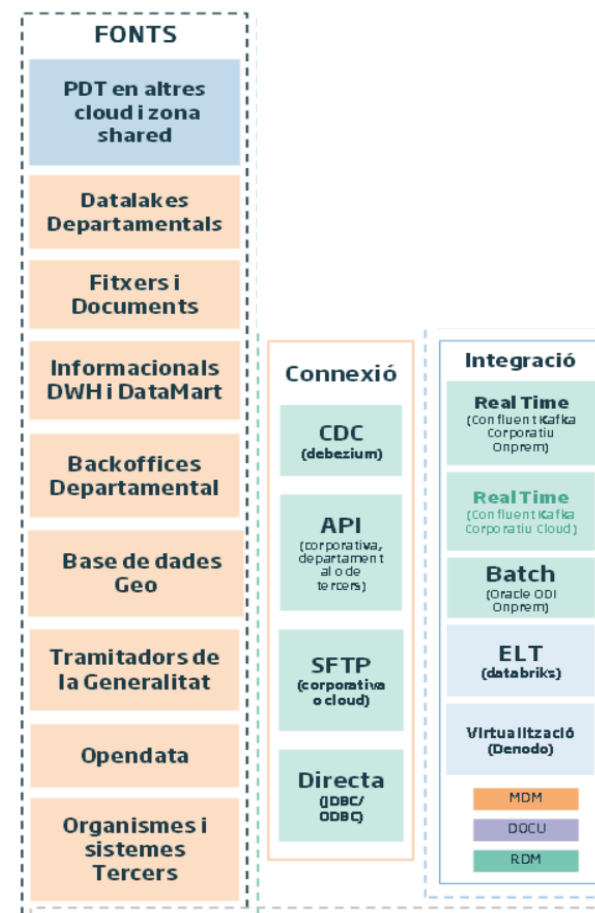 FONTS
PDT en altres
cloud i zona
shared
Datalakes
Departamentals
Fitxers i
Documents
Informacionals
DWH i DataMart
Backoffices
Departamental
Base de dades
Geo
Tramitadors de
la Generalitat
Opendata
Organismes i
sistemes
Tercers
Connexió
CDC
(debezium)
API
(corporativa,
departament
al o de
tercers)
SFTP
(corporativa
o cloud)
Directa
(JDBC/
ODBC)
Integració
Real Time
(Confluent Kafka
Corporatiu
Onprem)
Real Time
(Confluent Kafka
Corporatiu Cloud)
Batch
(Oracle ODI
Onprem)
ELT
(databriks)
Virtualització
(Denodo)
MDM
DOCU
RDM